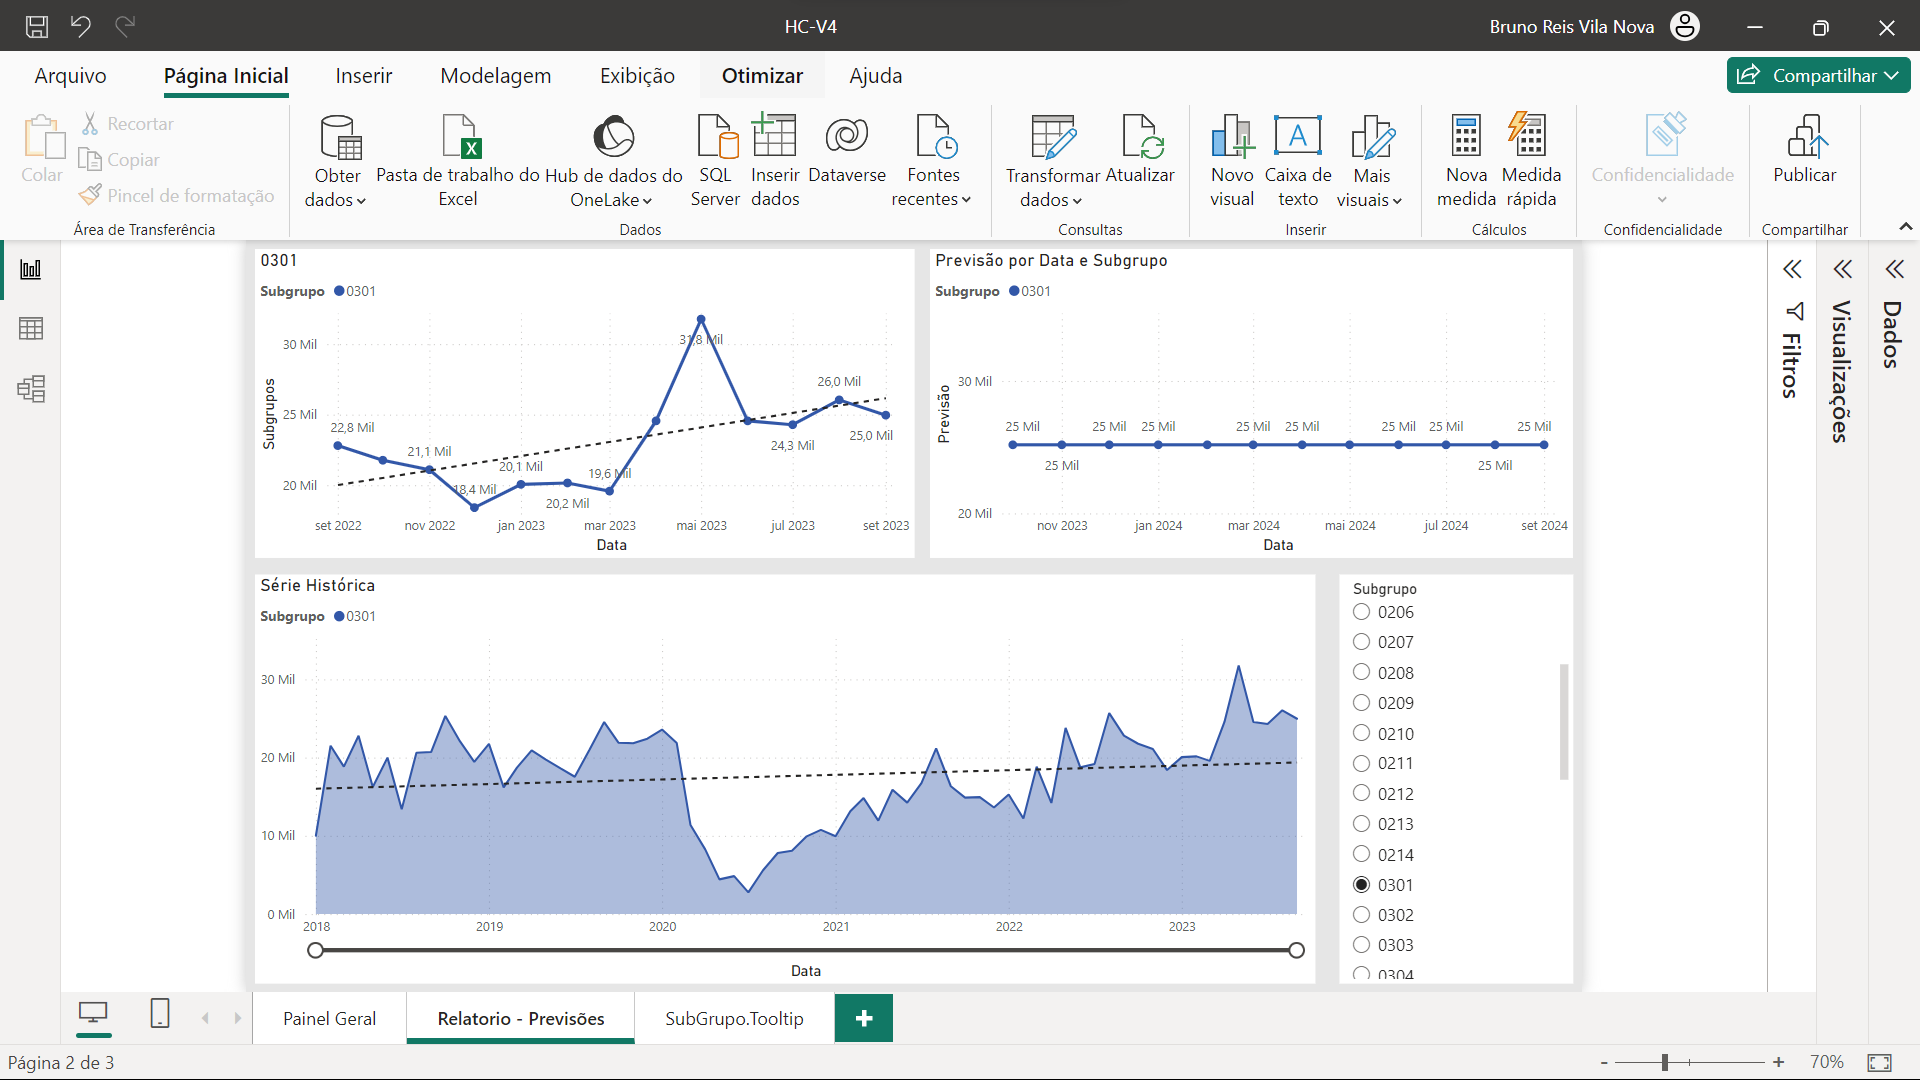 HC-V4
Bruno Reis Vila Nova
Arquivo
Página Inicial
Inserir
Modelagem
Exibição
Otimizar
Ajuda
Compartilhar
Colar
Recortar
Copiar
Pincel de formatação
Área de Transferência
Obter
dados
Pasta de trabalho do
Excel
Hub de dados do
OneLake
SQL
Server
Inserir
dados
Dataverse
Fontes
recentes
Dados
Transformar
dados
Atualizar
Consultas
Novo
visual
Caixa de
texto
Mais
visuais
Inserir
Nova
medida
Medida
rápida
Cálculos
Confidencialidade
Confidencialidade
Publicar
Compartilhar
0301
Subgrupo 0301
Subgrupos
30 Mil
25 Mil
20 Mil
22,8 Mil
21,1 Mil
18,4 Mil
20,1 Mil
20,2 Mil
19,6 Mil
31,8 Mil
24,3 Mil
26,0 Mil
25,0 Mil
set 2022
nov 2022
jan 2023
mar 2023
mai 2023
jul 2023
set 2023
Data
Previsão por Data e Subgrupo
Subgrupo 0301
Previsão
30 Mil
20 Mil
25 Mil
25 Mil
25 Mil
25 Mil
25 Mil
25 Mil
25 Mil
25 Mil
25 Mil
25 Mil
nov 2023
jan 2024
mar 2024
mai 2024
jul 2024
set 2024
Data
Série Histórica
Subgrupo 0301
30 Mil
20 Mil
10 Mil
0 Mil
2018
2019
2020
2021
2022
2023
Data
Subgrupo
0206
0207
0208
0209
0210
0211
0212
0213
0214
0301
0302
0303
0304
Filtros
Visualizações
Dados
Painel Geral
Relatorio - Previsões
SubGrupo.Tooltip
Página 2 de 3
- + 70%